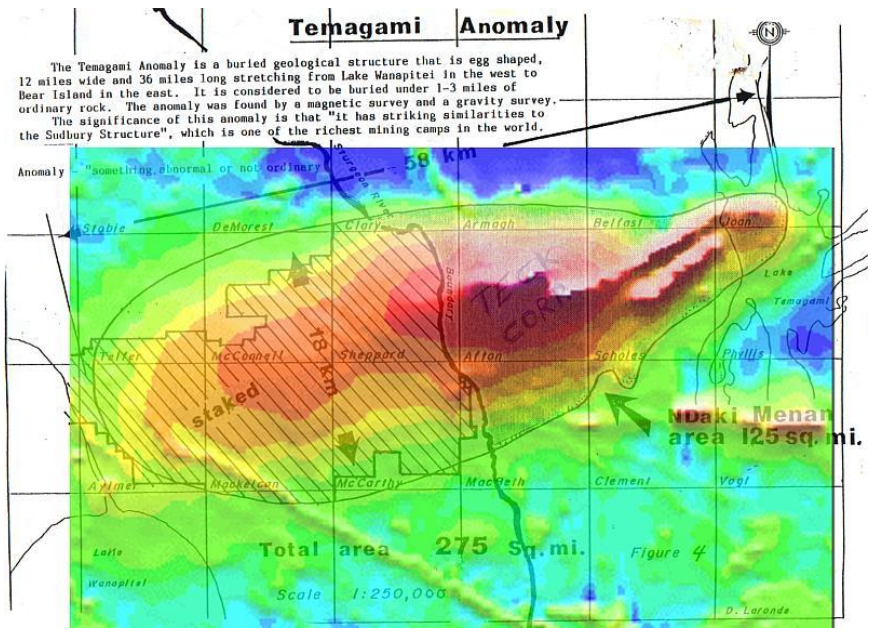 Temagami Anomaly
N
The Temagami Anomaly is a buried geological structure that is egg shaped,
12 miles wide and 36 miles long stretching from Lake Wanapitei in the west to
Bear Island in the east. It is considered to be buried under 1-3 miles of
ordinary rock. The anomaly was found by a magnetic survey and a gravity survey.
The significance of this anomaly is that "it has striking similarities to
the Sudbury Structure", which is one of the richest mining camps in the world.
Anomaly - "something abnormal or not ordinary"
58 km
Sturgeon River
Stobie DeMorest Clary Armagh Belfast Joan
Lake
Temagami
Boundary
TECK
CORP
18 km
Telfer McConnell Sheppard Afton Scholes Phyllis
staked
NDaki Menan
area 125 sq. mi.
Aylmer Mackelcan McCarthy MacBeth Clement Vogt
Total area 275 Sq. mi.
Figure 4
Lake
Wanapitei
Scale 1:250,000
D. Laronde